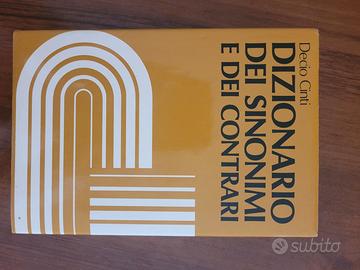 Decio Cinti
DIZIONARIO
DEI SINONIMI
E DEI CONTRARI
subito